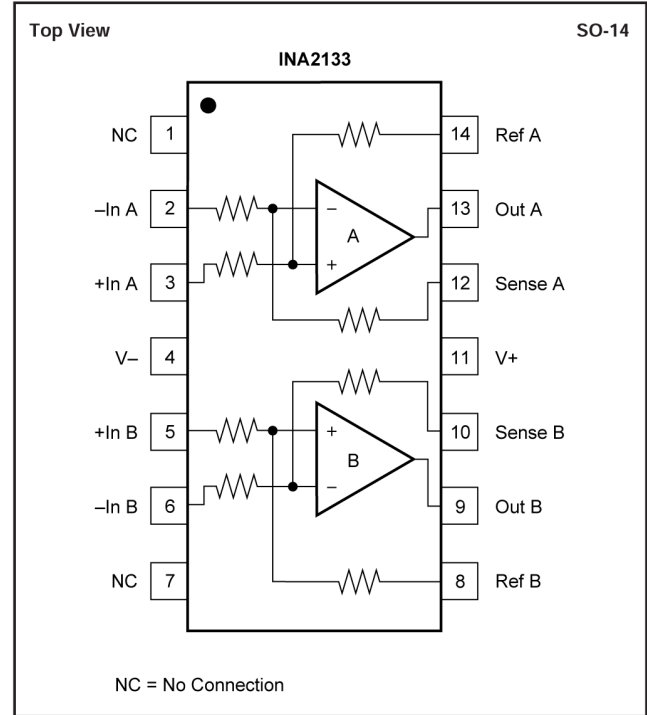 Top View SO-14
INA2133
NC 1 14 Ref A
–In A 2 – 13 Out A
A
+In A 3 + 12 Sense A
V– 4 11 V+
+In B 5 + 10 Sense B
B
–In B 6 – 9 Out B
NC 7 8 Ref B
NC = No Connection